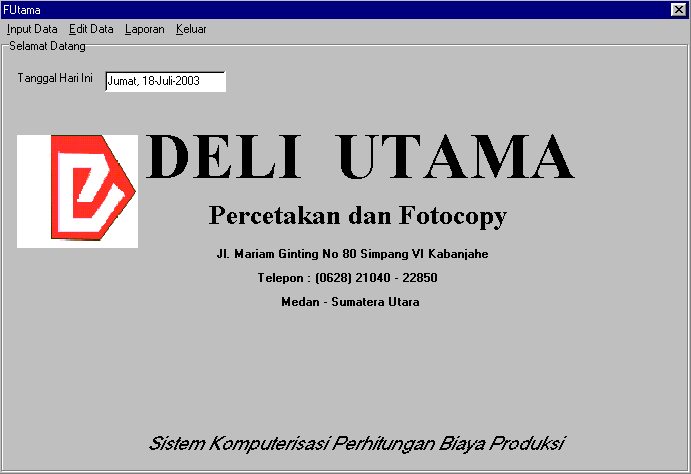 FUtama
Input Data Edit Data Laporan Keluar
Selamat Datang
Tanggal Hari Ini Jumat, 18-Juli-2003
DELI UTAMA
Percetakan dan Fotocopy
Jl. Mariam Ginting No 80 Simpang VI Kabanjahe
Telepon : (0628) 21040 - 22850
Medan - Sumatera Utara
Sistem Komputerisasi Perhitungan Biaya Produksi